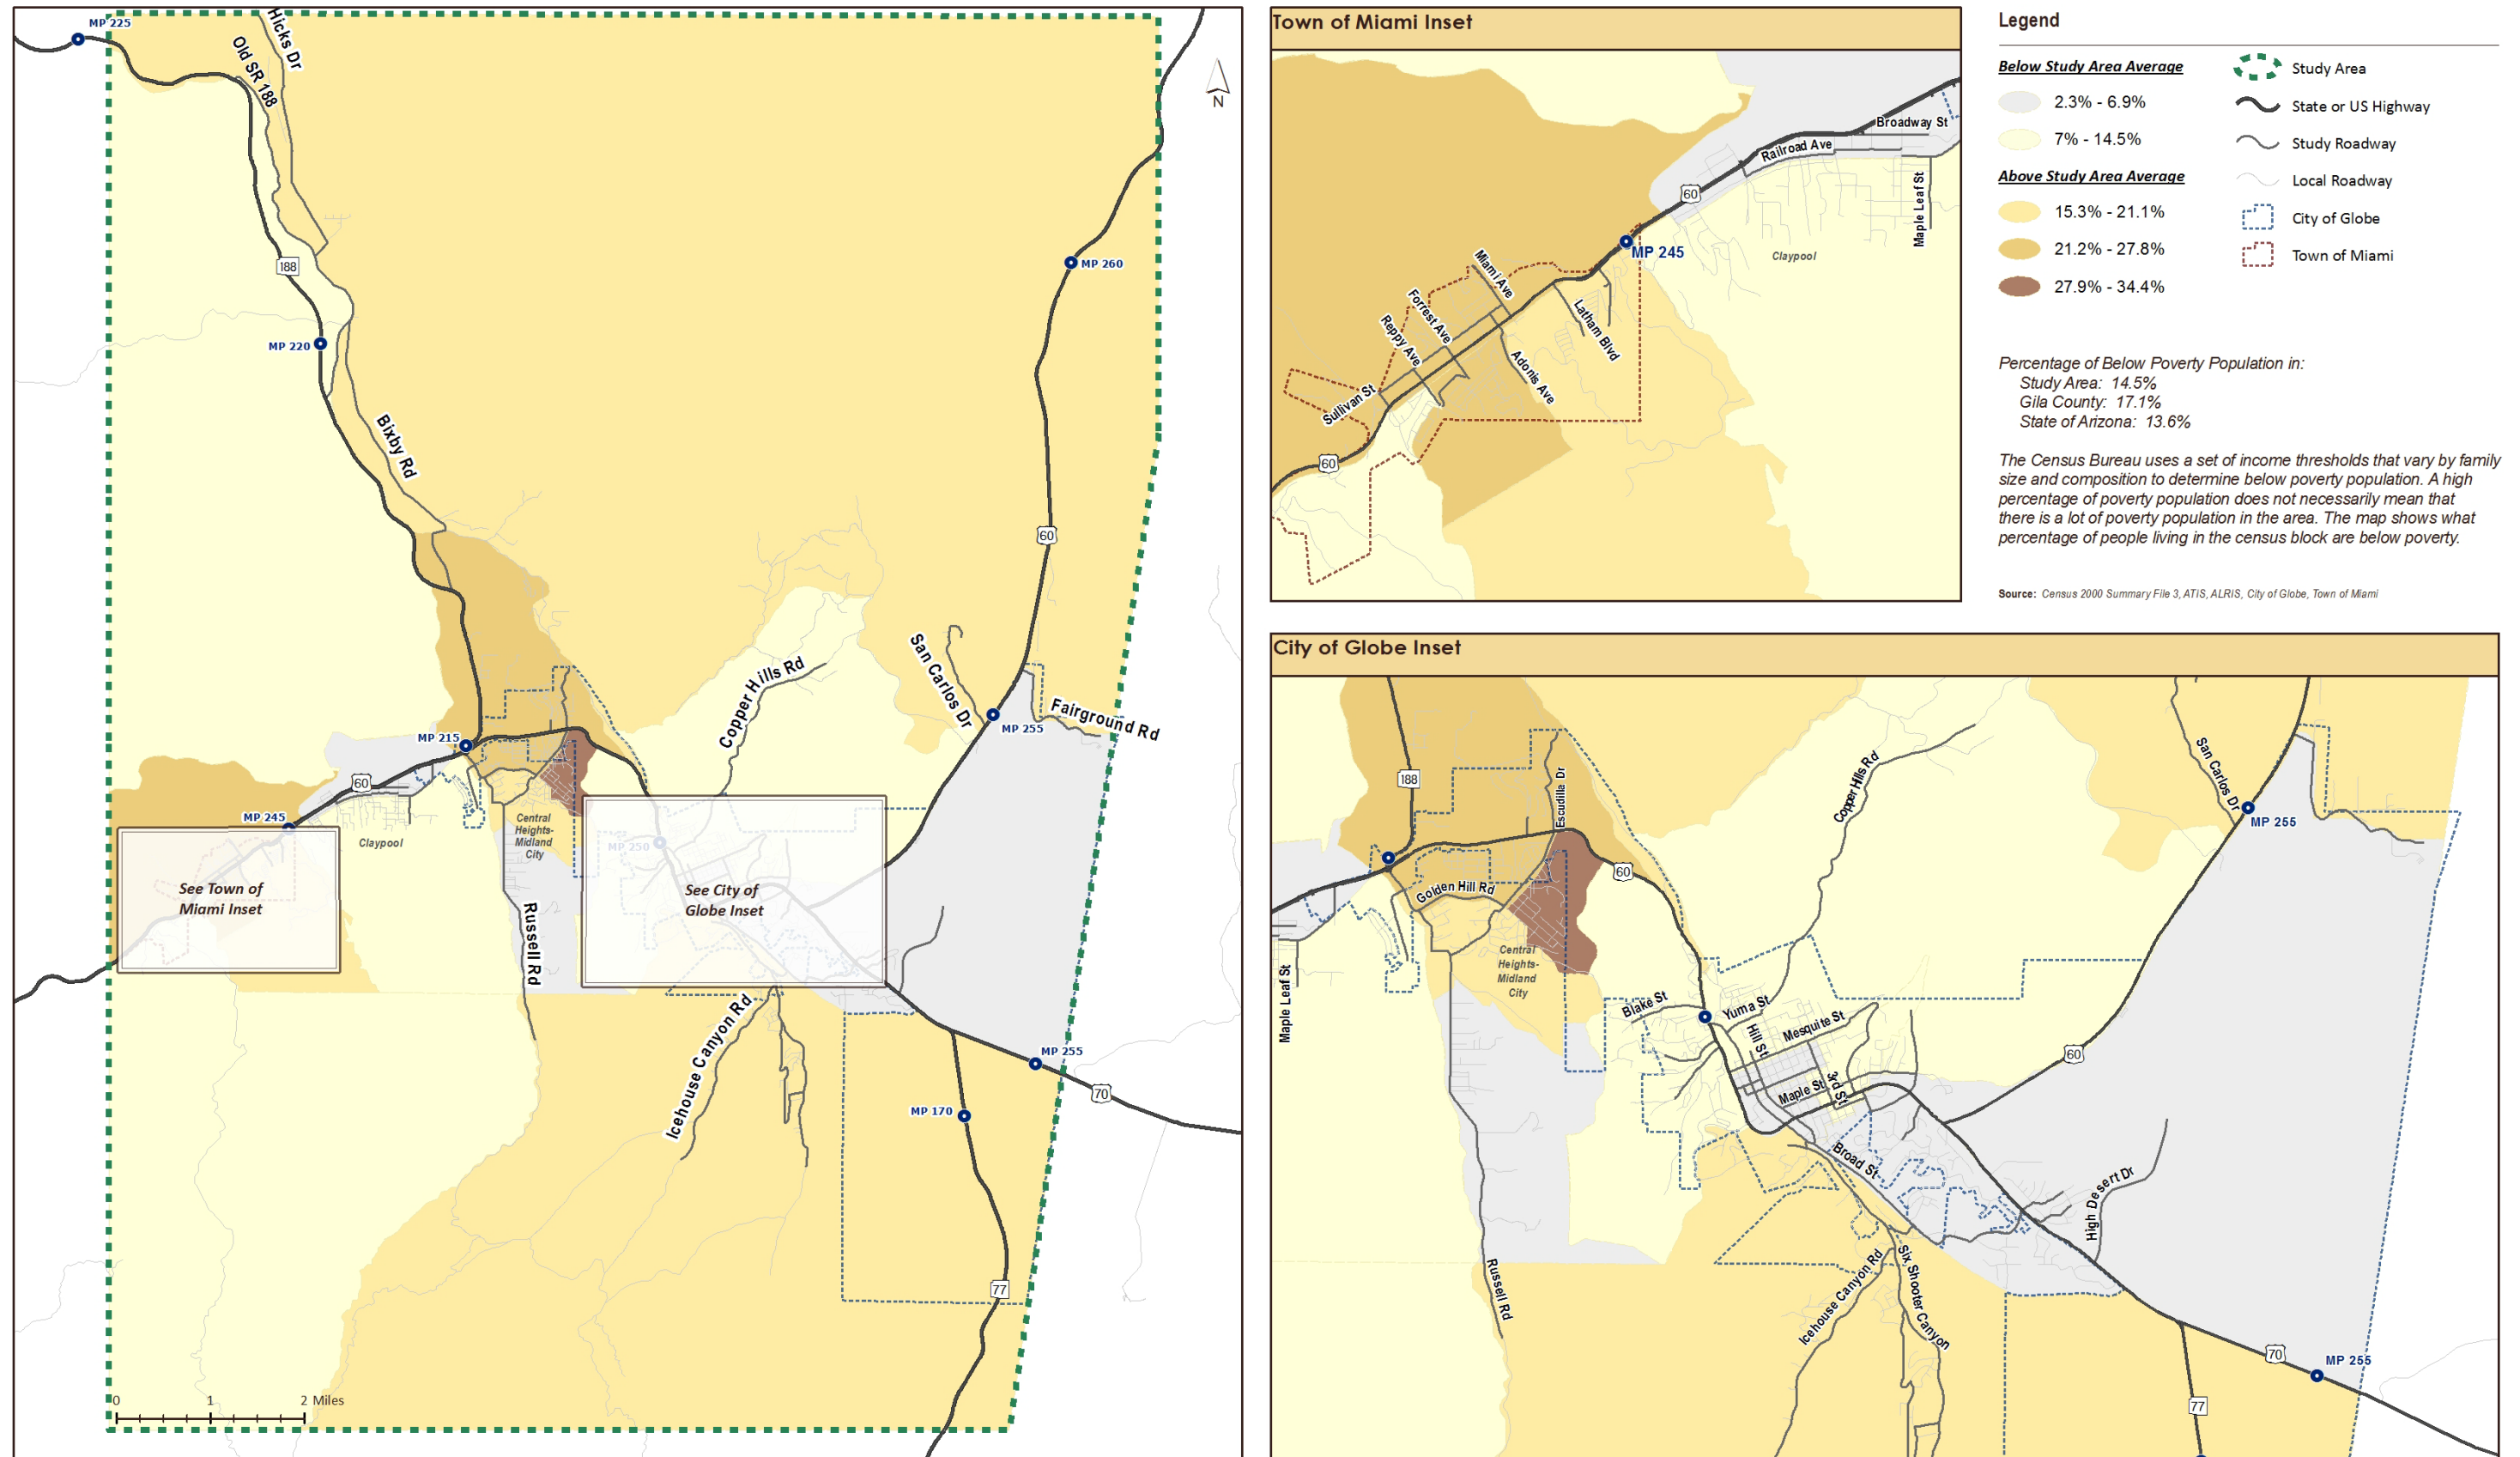 MP 225
Hicks Dr
Old SR 188
N
188
MP 260
MP 220
Bixby Rd
60
San Carlos Dr
Copper Hills Rd
Fairground Rd
MP 255
MP 215
60
MP 245
Claypool
Central
Heights-
Midland
City
MP 250
See Town of
Miami Inset
See City of
Globe Inset
Russell Rd
Icehouse Canyon Rd
MP 255
70
MP 170
77
0 1 2 Miles
Town of Miami Inset
Broadway St
Railroad Ave
60
Maple Leaf St
MP 245
Claypool
Miami Ave
Forrest Ave
Reppy Ave
Latham Blvd
Adonis Ave
Sullivan St
60
Legend
Below Study Area Average
2.3% - 6.9%
7% - 14.5%
Above Study Area Average
15.3% - 21.1%
21.2% - 27.8%
27.9% - 34.4%
Study Area
State or US Highway
Study Roadway
Local Roadway
City of Globe
Town of Miami
Percentage of Below Poverty Population in:
Study Area: 14.5%
Gila County: 17.1%
State of Arizona: 13.6%
The Census Bureau uses a set of income thresholds that vary by family
size and composition to determine below poverty population. A high
percentage of poverty population does not necessarily mean that
there is a lot of poverty population in the area. The map shows what
percentage of people living in the census block are below poverty.
Source: Census 2000 Summary File 3, ATIS, ALRIS, City of Globe, Town of Miami
City of Globe Inset
188
Escudilla Dr
Copper Hills Rd
San Carlos Dr
MP 255
60
Golden Hill Rd
Central
Heights-
Midland
City
Maple Leaf St
Blake St
Yuma St
Hill St
Mesquite St
60
Maple St
3rd St
Broad St
High Desert Dr
Russell Rd
Icehouse Canyon Rd
Six Shooter Canyon
70
MP 255
77